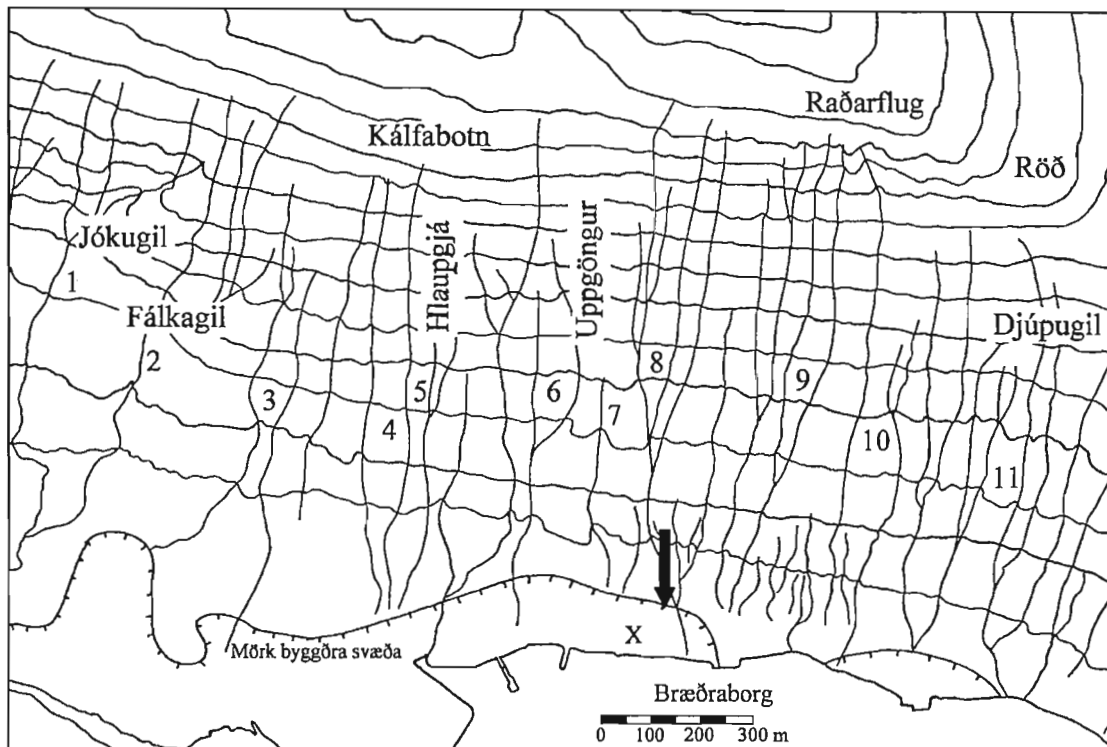 Raðarflug
Kálfabotn
Röð
Jókugil
Hlaupgjá
Uppgöngur
1
Fálkagil
Djúpugil
2
8
9
3
5
6
7
4
10
11
X
Mörk byggðra svæða
Bræðraborg
0 100 200 300 m